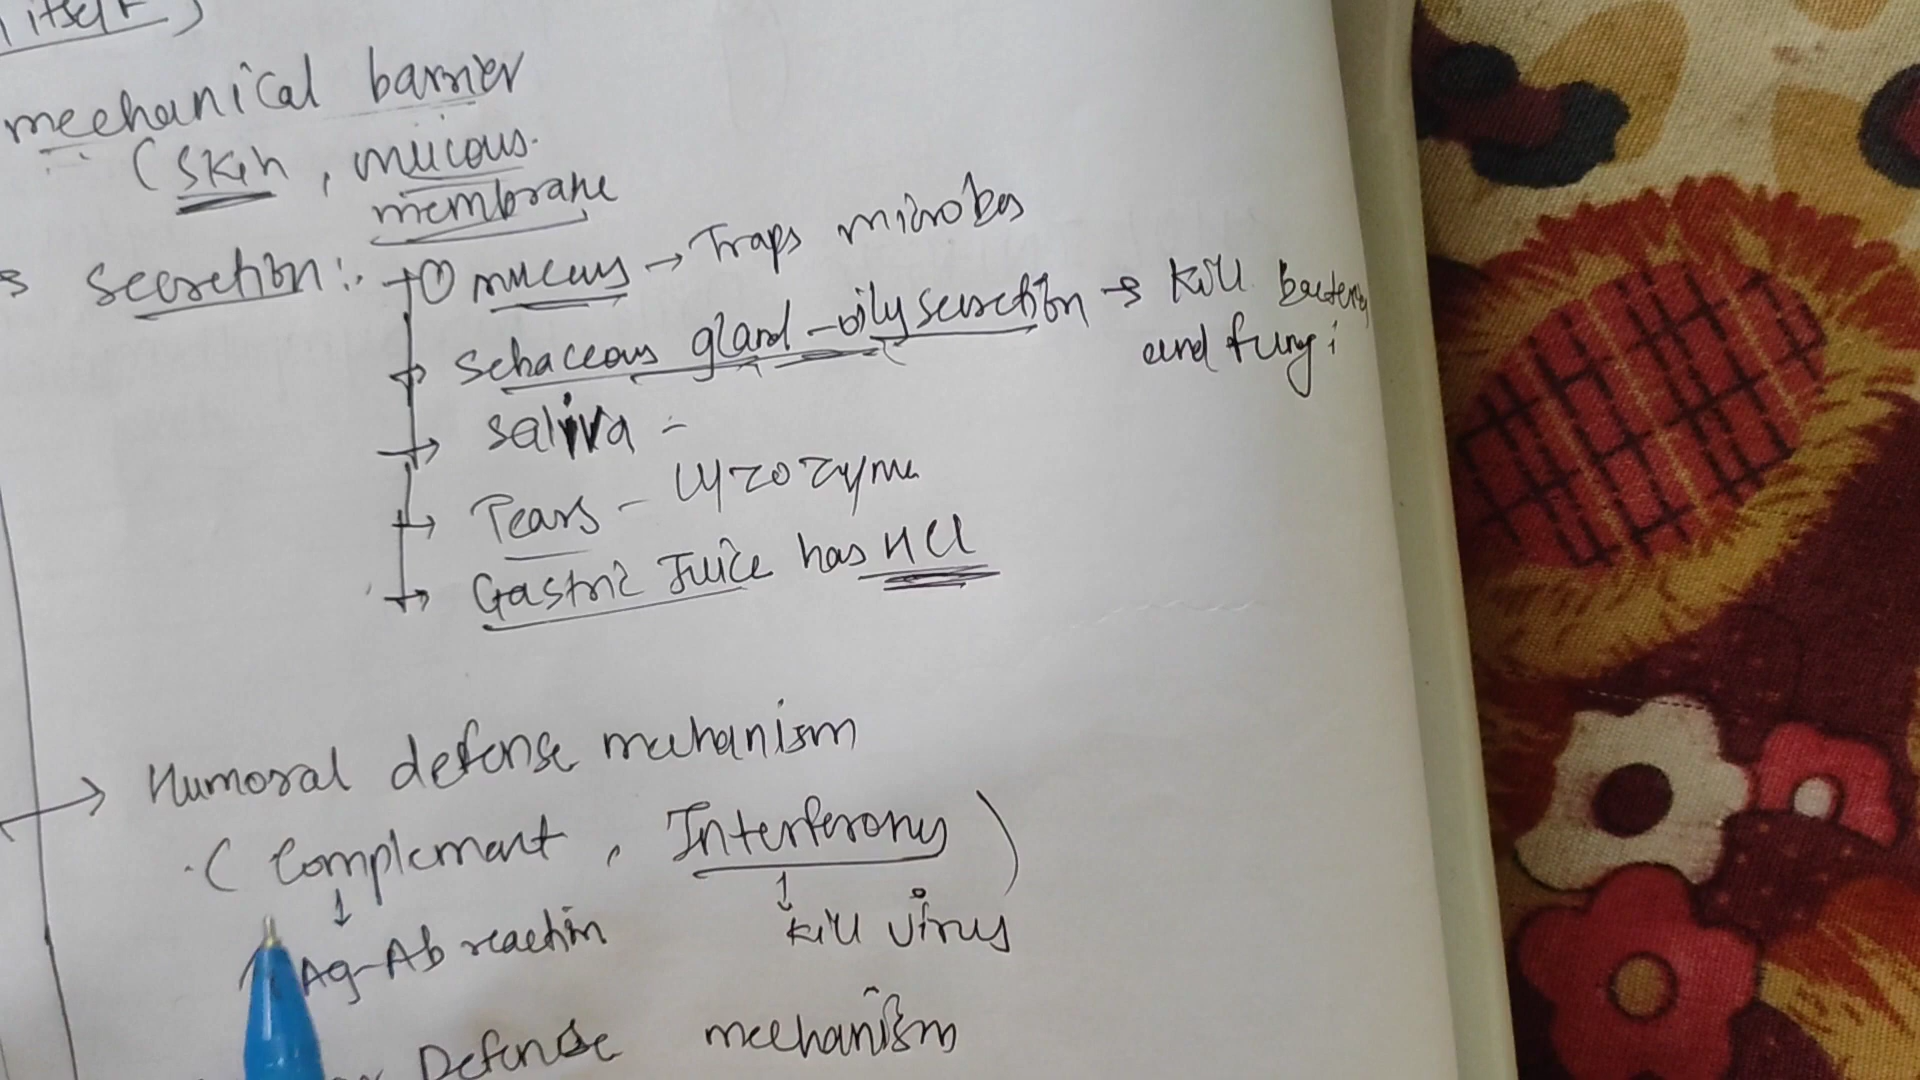 itself)
mechanical barrier
(skin, mucous
membrane
secretion:- ① mucus → Traps microbes
Sebaceous gland - oily secretion → Kill bacteria
and fungi
saliva -
Tears - Lyzozyme
Gastric Juice has HCl
→ Humoral defense mechanism
(Complement, Interferons)
↓ Ag-Ab reaction ↓ Kill virus
Defense mechanism